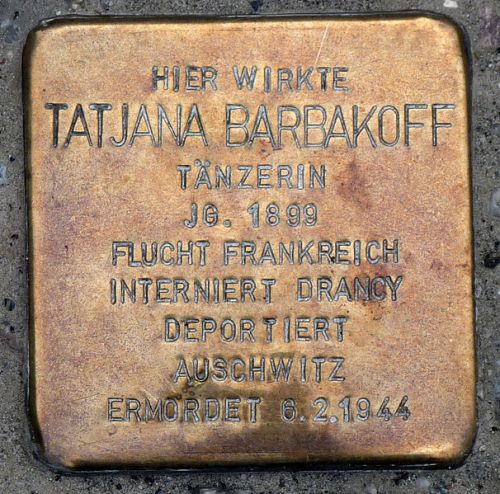 HIER WIRKTE
TATJANA BARBAKOFF
TÄNZERIN
JG. 1899
FLUCHT FRANKREICH
INTERNIERT DRANCY
DEPORTIERT
AUSCHWITZ
ERMORDET 6.2.1944